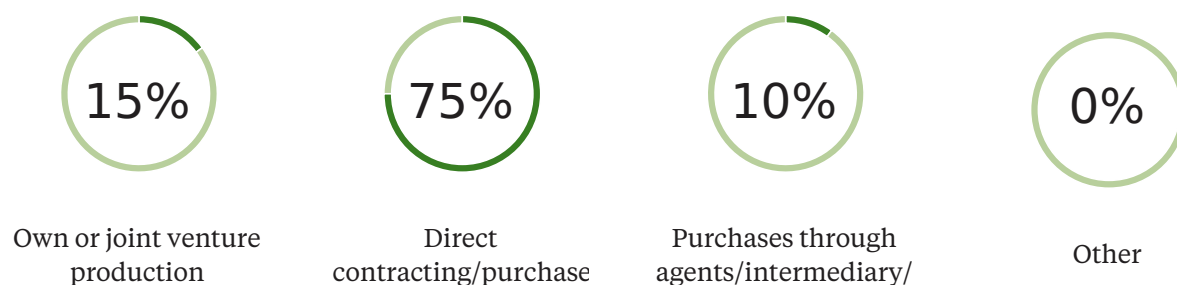 15%
75%
10%
0%
Own or joint venture
production
Direct
contracting/purchase
Purchases through
agents/intermediary/
Other